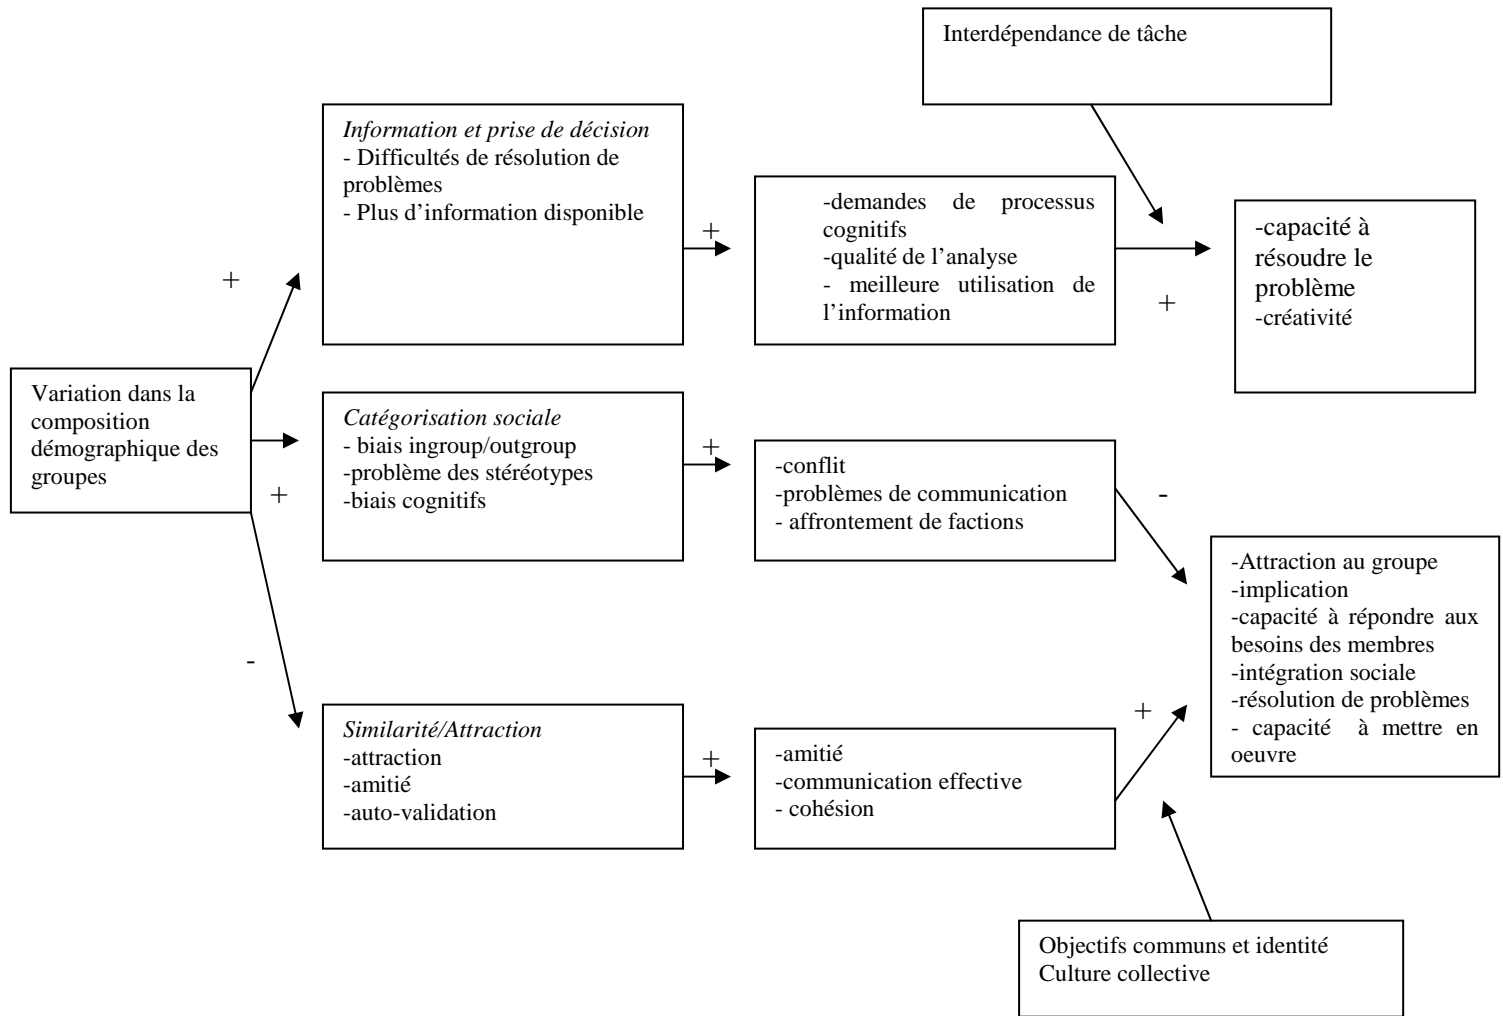 Interdépendance de tâche
Information et prise de décision
- Difficultés de résolution de
problèmes
- Plus d'information disponible
+
-demandes de processus
cognitifs
-qualité de l'analyse
- meilleure utilisation de
l'information
-capacité à
résoudre le
problème
-créativité
+
+
Variation dans la
composition
démographique des
groupes
Catégorisation sociale
- biais ingroup/outgroup
-problème des stéréotypes
-biais cognitifs
+
+
-conflit
-problèmes de communication
- affrontement de factions
-
-Attraction au groupe
-implication
-capacité à répondre aux
besoins des membres
-intégration sociale
-résolution de problèmes
- capacité à mettre en
oeuvre
-
Similarité/Attraction
-attraction
-amitié
-auto-validation
+
-amitié
-communication effective
- cohésion
+
Objectifs communs et identité
Culture collective